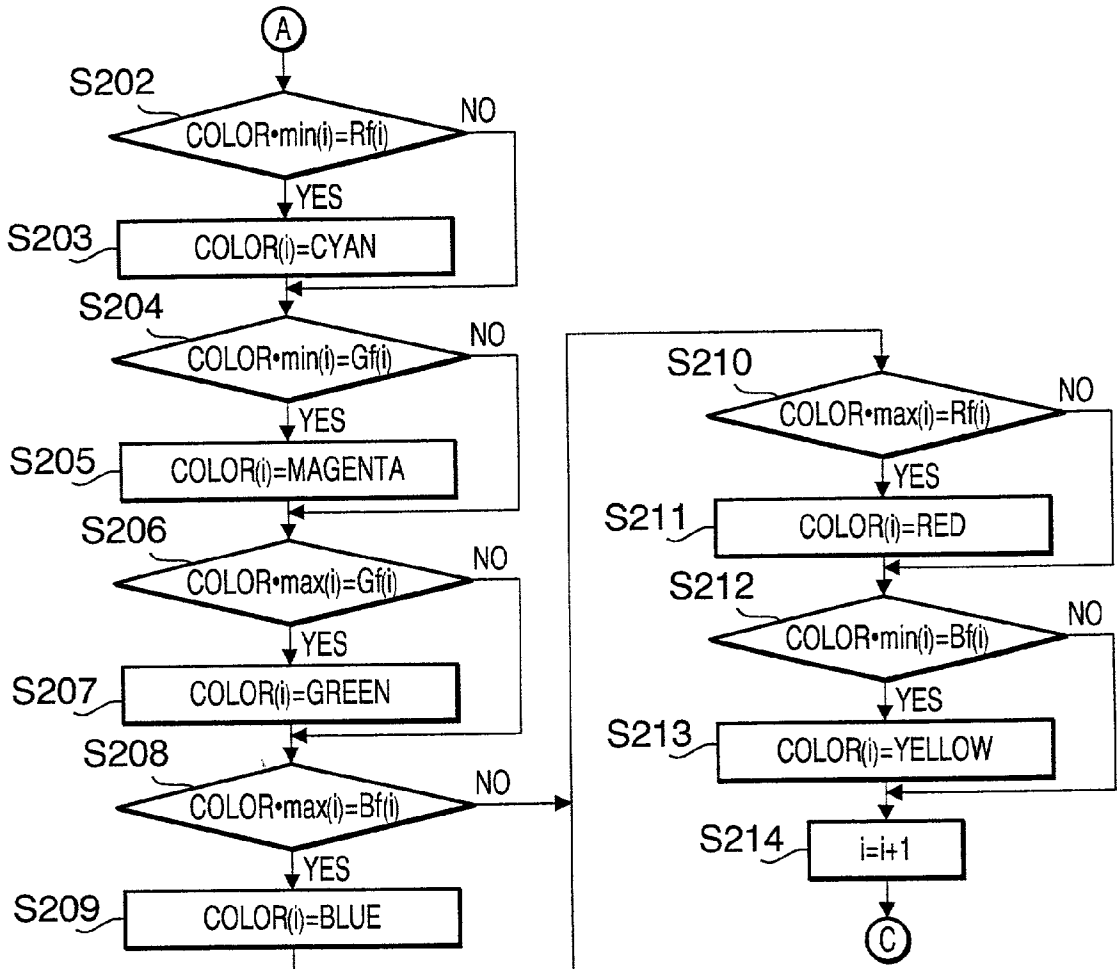 A
S202
COLOR•min(i)=Rf(i)
NO
YES
S203
COLOR(i)=CYAN
S204
COLOR•min(i)=Gf(i)
NO
YES
S205
COLOR(i)=MAGENTA
S206
COLOR•max(i)=Gf(i)
NO
YES
S207
COLOR(i)=GREEN
S208
COLOR•max(i)=Bf(i)
NO
YES
S209
COLOR(i)=BLUE
S210
COLOR•max(i)=Rf(i)
NO
YES
S211
COLOR(i)=RED
S212
COLOR•min(i)=Bf(i)
NO
YES
S213
COLOR(i)=YELLOW
S214
i=i+1
C